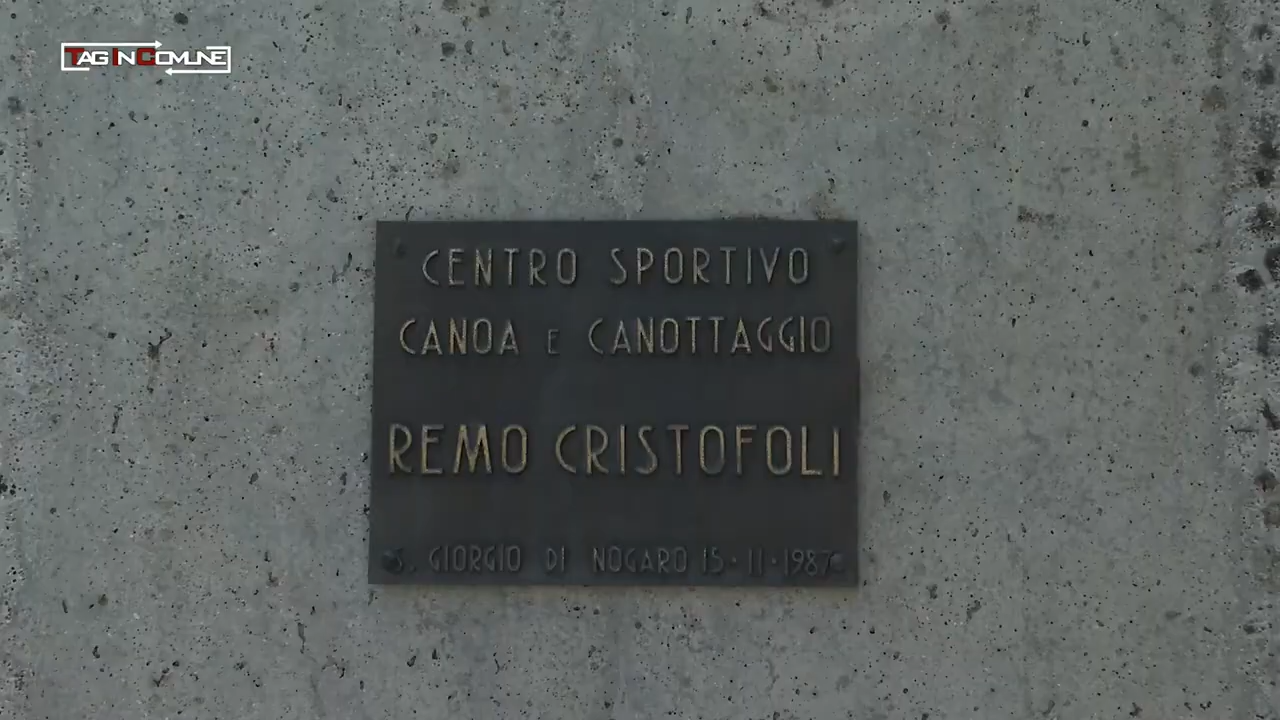 TAG IN COMUNE
CENTRO SPORTIVO
CANOA E CANOTTAGGIO
REMO CRISTOFOLI
S. GIORGIO DI NOGARO 15·11·1987